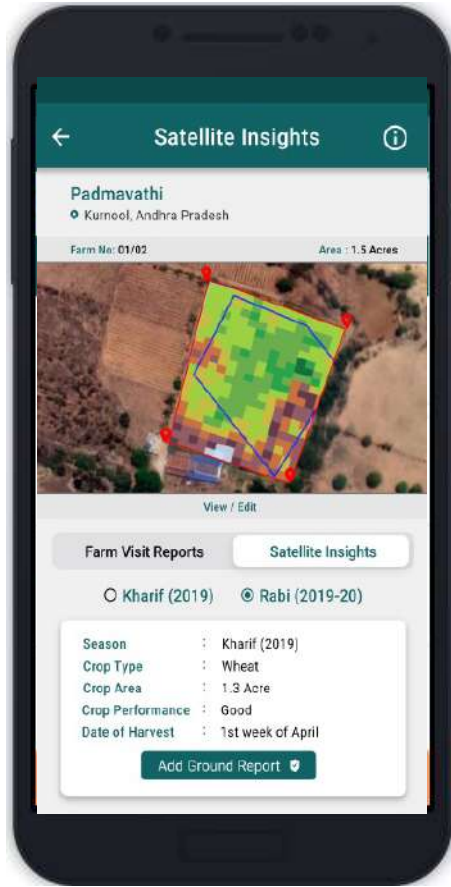 Satellite Insights
Padmavathi
Kurnool, Andhra Pradesh
Farm No: 01/02 Area : 1.5 Acres
View / Edit
Farm Visit Reports Satellite Insights
Kharif (2019) Rabi (2019-20)
Season : Kharif (2019)
Crop Type : Wheat
Crop Area : 1.3 Acre
Crop Performance : Good
Date of Harvest : 1st week of April
Add Ground Report